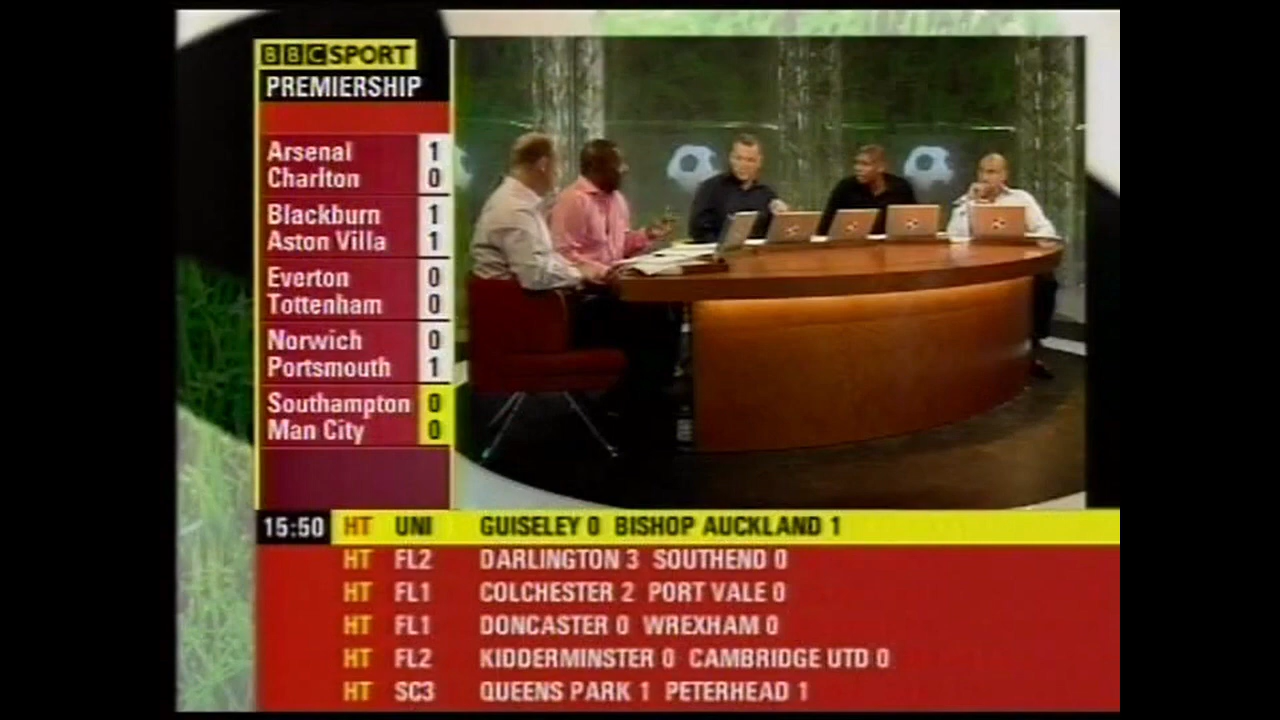 BBC SPORT
PREMIERSHIP
Arsenal 1
Charlton 0
Blackburn 1
Aston Villa 1
Everton 0
Tottenham 0
Norwich 0
Portsmouth 1
Southampton 0
Man City 0
15:50 HT UNI GUISELEY 0 BISHOP AUCKLAND 1
HT FL2 DARLINGTON 3 SOUTHEND 0
HT FL1 COLCHESTER 2 PORT VALE 0
HT FL1 DONCASTER 0 WREXHAM 0
HT FL2 KIDDERMINSTER 0 CAMBRIDGE UTD 0
HT SC3 QUEENS PARK 1 PETERHEAD 1